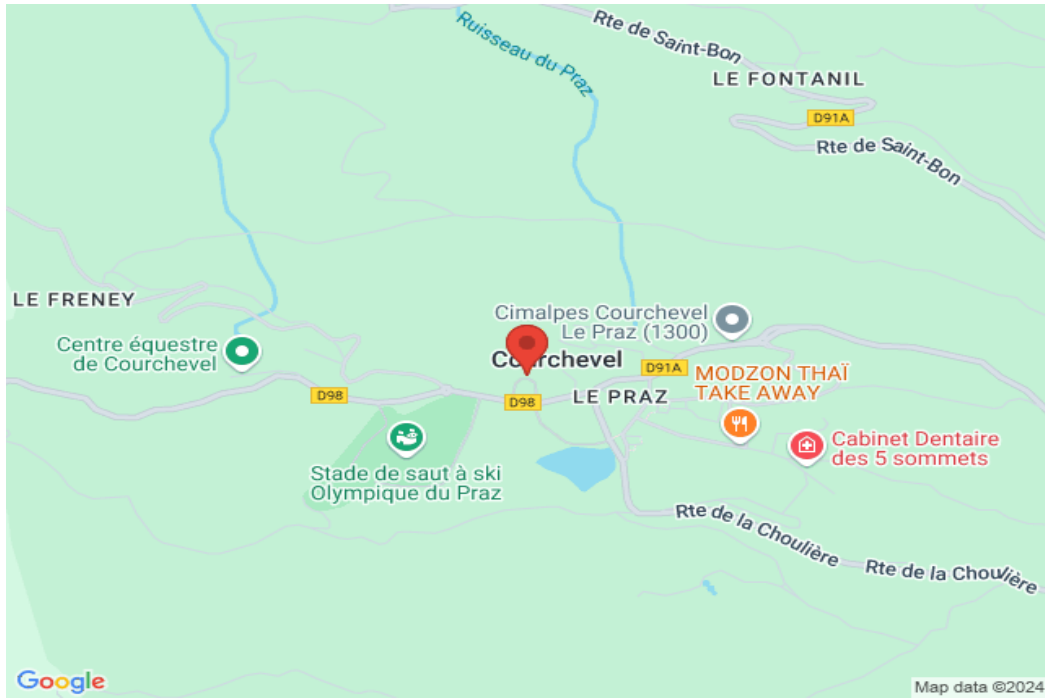 Ruisseau du Praz
Rte de Saint-Bon
LE FONTANIL
D91A
Rte de Saint-Bon
LE FRENEY
Centre équestre
de Courchevel
Cimalpes Courchevel
Le Praz (1300)
Courchevel
D91A
MODZON THAÏ
TAKE AWAY
D98
D98
LE PRAZ
Cabinet Dentaire
des 5 sommets
Stade de saut à ski
Olympique du Praz
Rte de la Choulière
Rte de la Choulière
Google
Map data ©2024